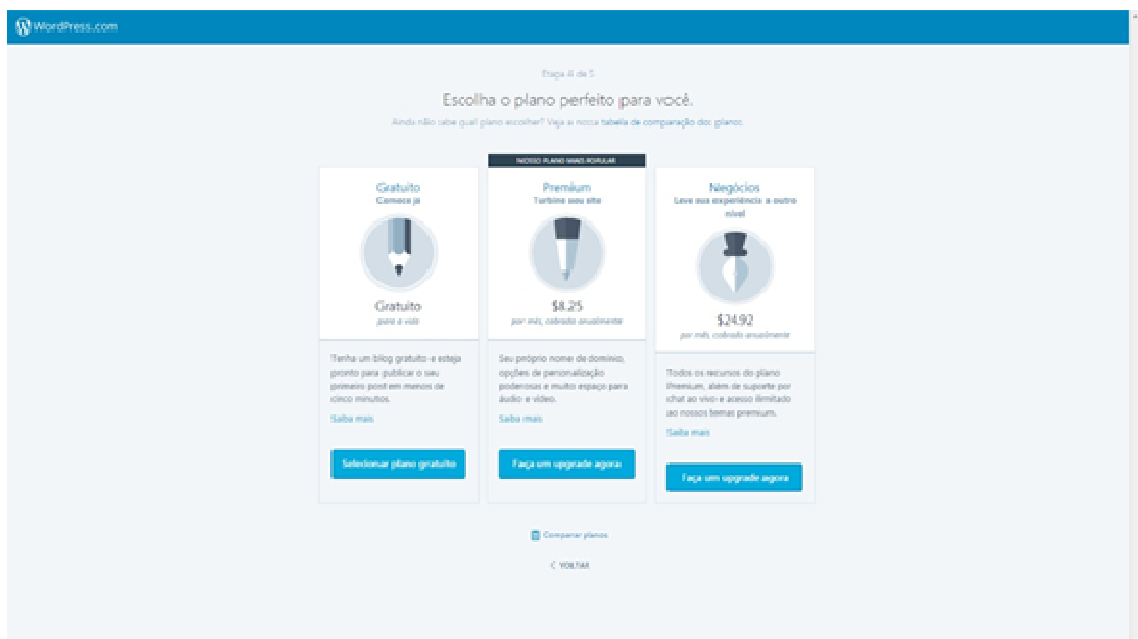 WordPress.com
Etapa 4 de 5
Escolha o plano perfeito para você.
Ainda não sabe qual plano escolher? Veja as nossa tabela de comparação dos planos.
NOSSO PLANO MAIS POPULAR
Gratuito
Comece já
Gratuito
para a vida
Tenha um blog gratuito e esteja
pronto para publicar o seu
primeiro post em menos de
cinco minutos.
Saiba mais
Selecionar plano gratuito
Premium
Turbine seu site
$8.25
por mês, cobrado anualmente
Seu próprio nome de domínio,
opções de personalização
poderosas e muito espaço para
áudio e vídeo.
Saiba mais
Faça um upgrade agora
Negócios
Leve sua experiência a outro
nível
$24.92
por mês, cobrado anualmente
Todos os recursos do plano
Premium, além de suporte por
chat ao vivo e acesso ilimitado
ao nossos temas premium.
Saiba mais
Faça um upgrade agora
Comparar planos
VOLTAR